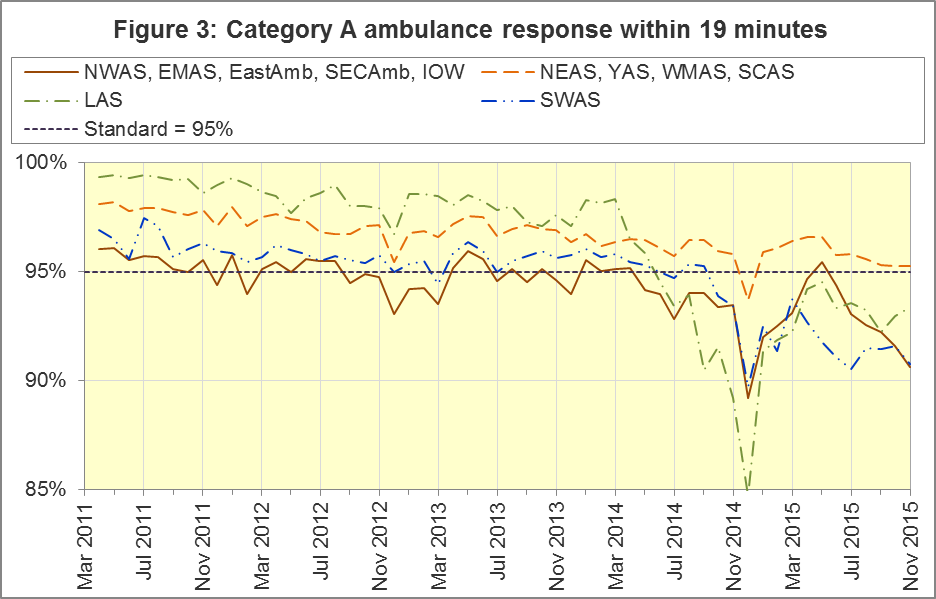 Figure 3: Category A ambulance response within 19 minutes
NWAS, EMAS, EastAmb, SECAmb, IOW
NEAS, YAS, WMAS, SCAS
LAS
SWAS
Standard = 95%
100%
95%
90%
85%
Mar 2011
Jul 2011
Nov 2011
Mar 2012
Jul 2012
Nov 2012
Mar 2013
Jul 2013
Nov 2013
Mar 2014
Jul 2014
Nov 2014
Mar 2015
Jul 2015
Nov 2015